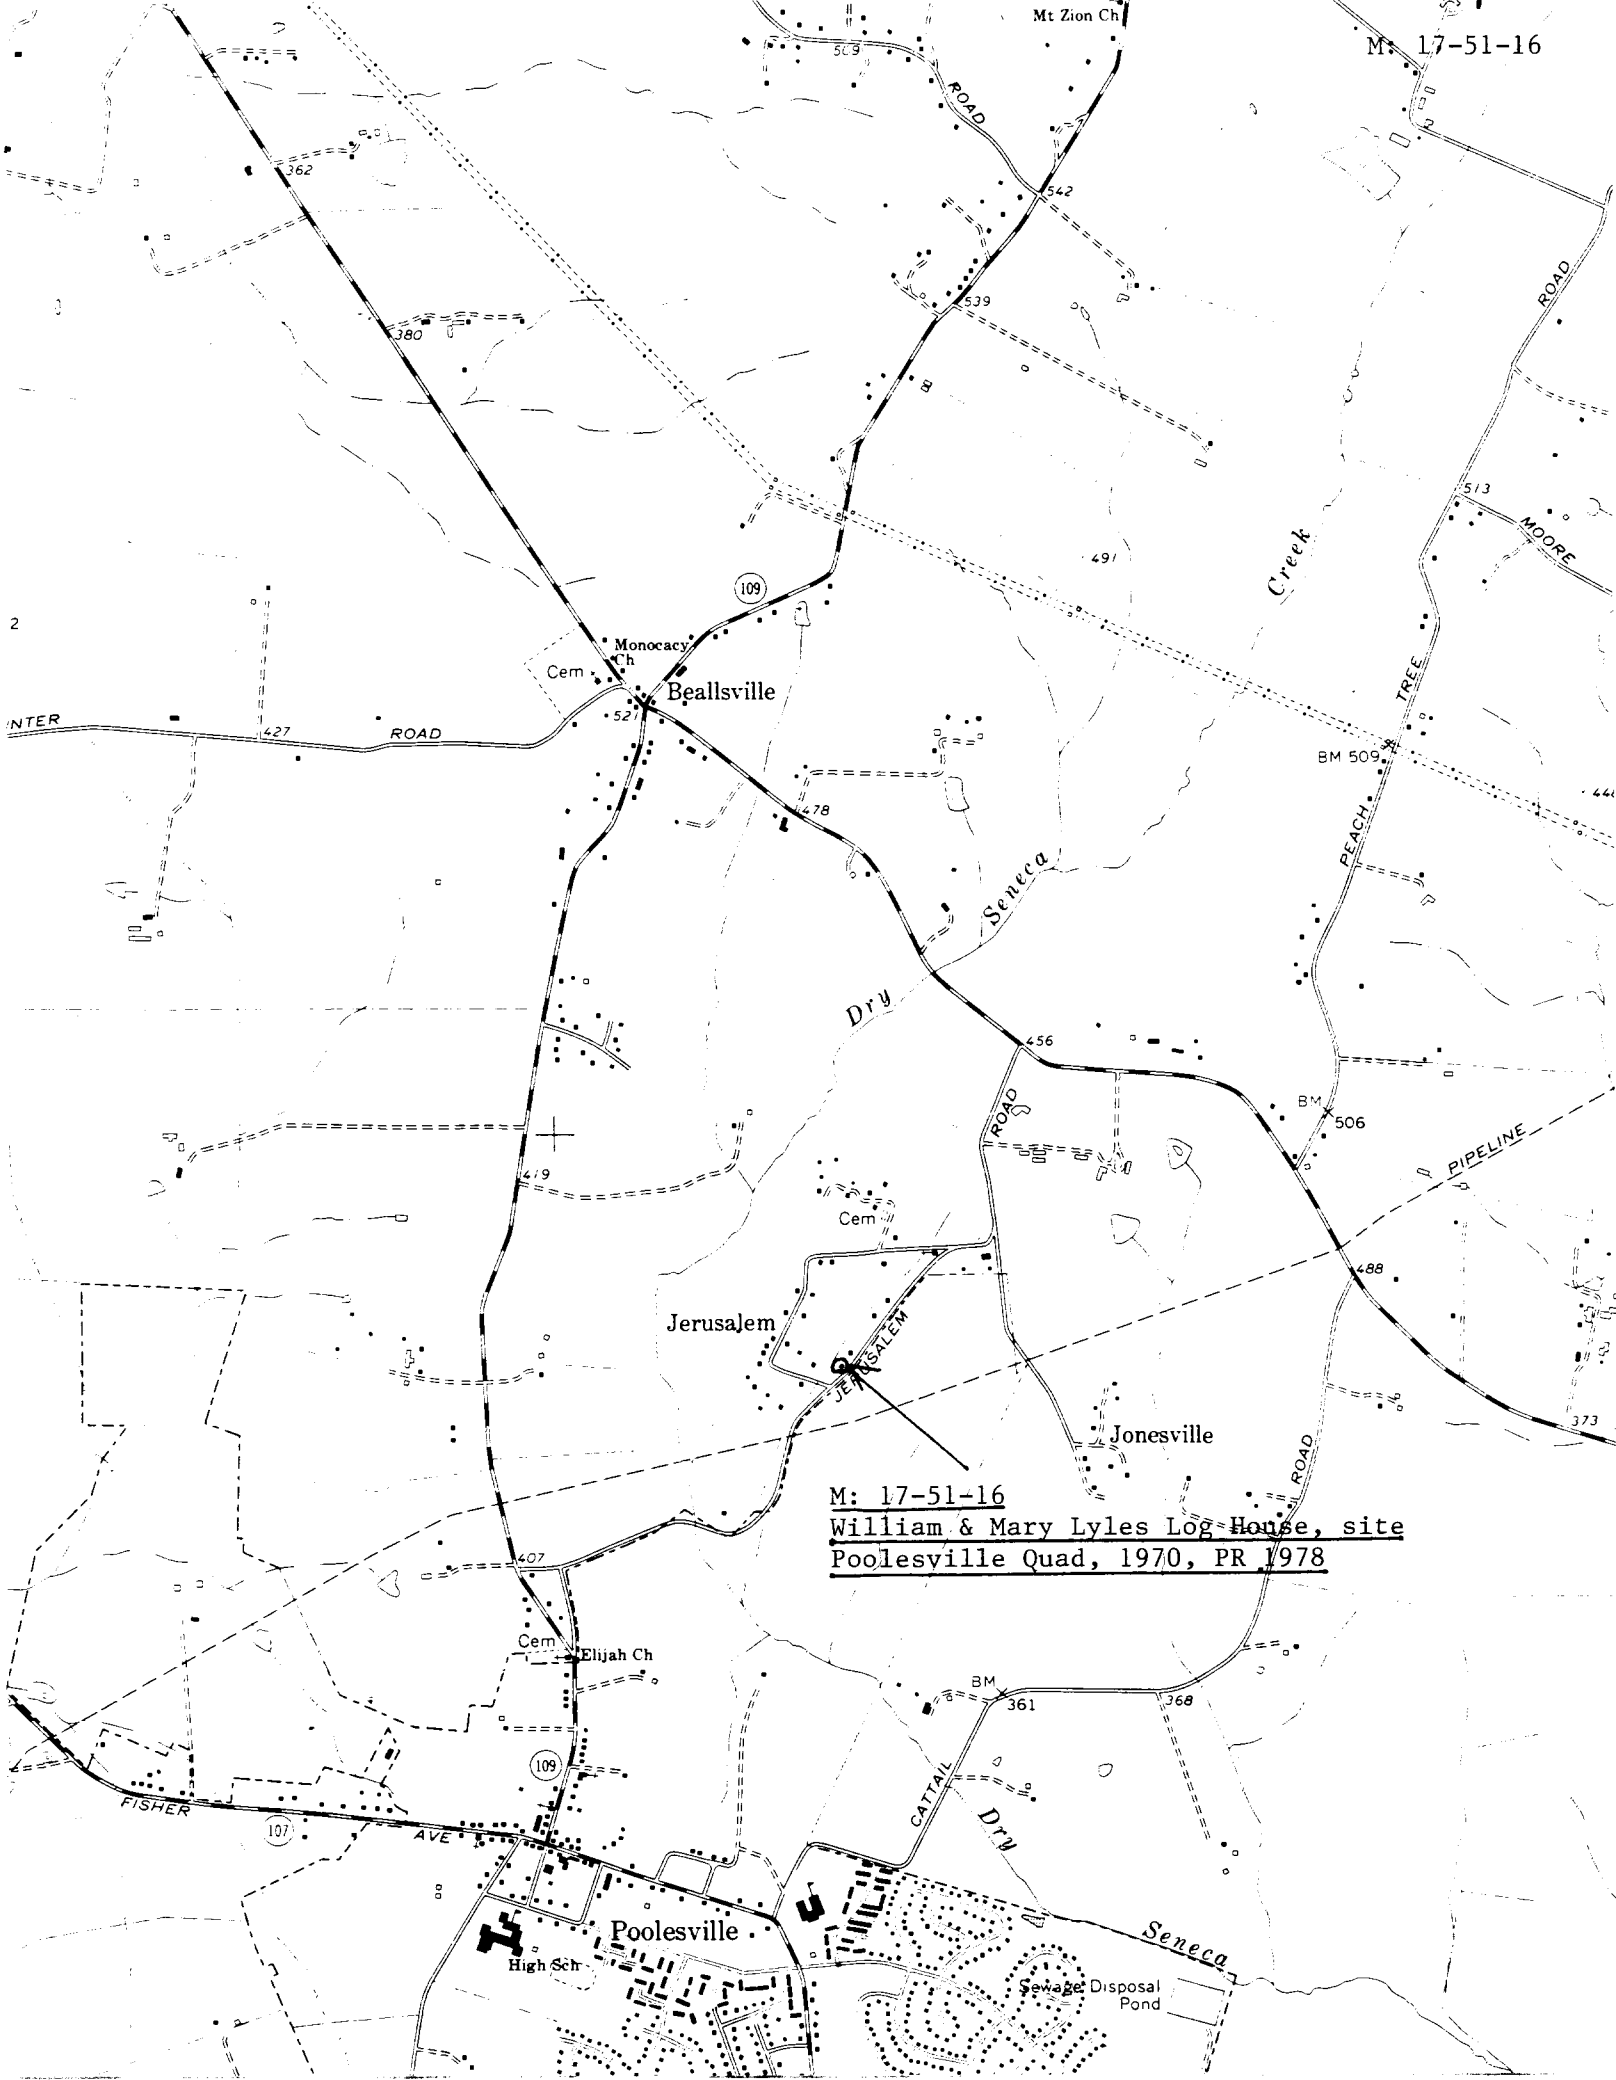 Mt Zion Ch
M: 17-51-16
509
ROAD
362
542
ROAD
539
380
513
MOORE
491
Creek
109
2
Monocacy
Ch
Cem
Beallsville
TREE
521
NTER
427
ROAD
BM 509
478
PEACH
Seneca
Dry
456
ROAD
BM
506
PIPELINE
419
Cem
488
Jerusalem
JERUSALEM
373
Jonesville
ROAD
M: 17-51-16
William & Mary Lyles Log House, site
Poolesville Quad, 1970, PR 1978
407
Cem
Elijah Ch
BM
361
368
109
CATTAIL
FISHER
107
AVE
Dry
Poolesville
Seneca
High Sch
Sewage Disposal
Pond